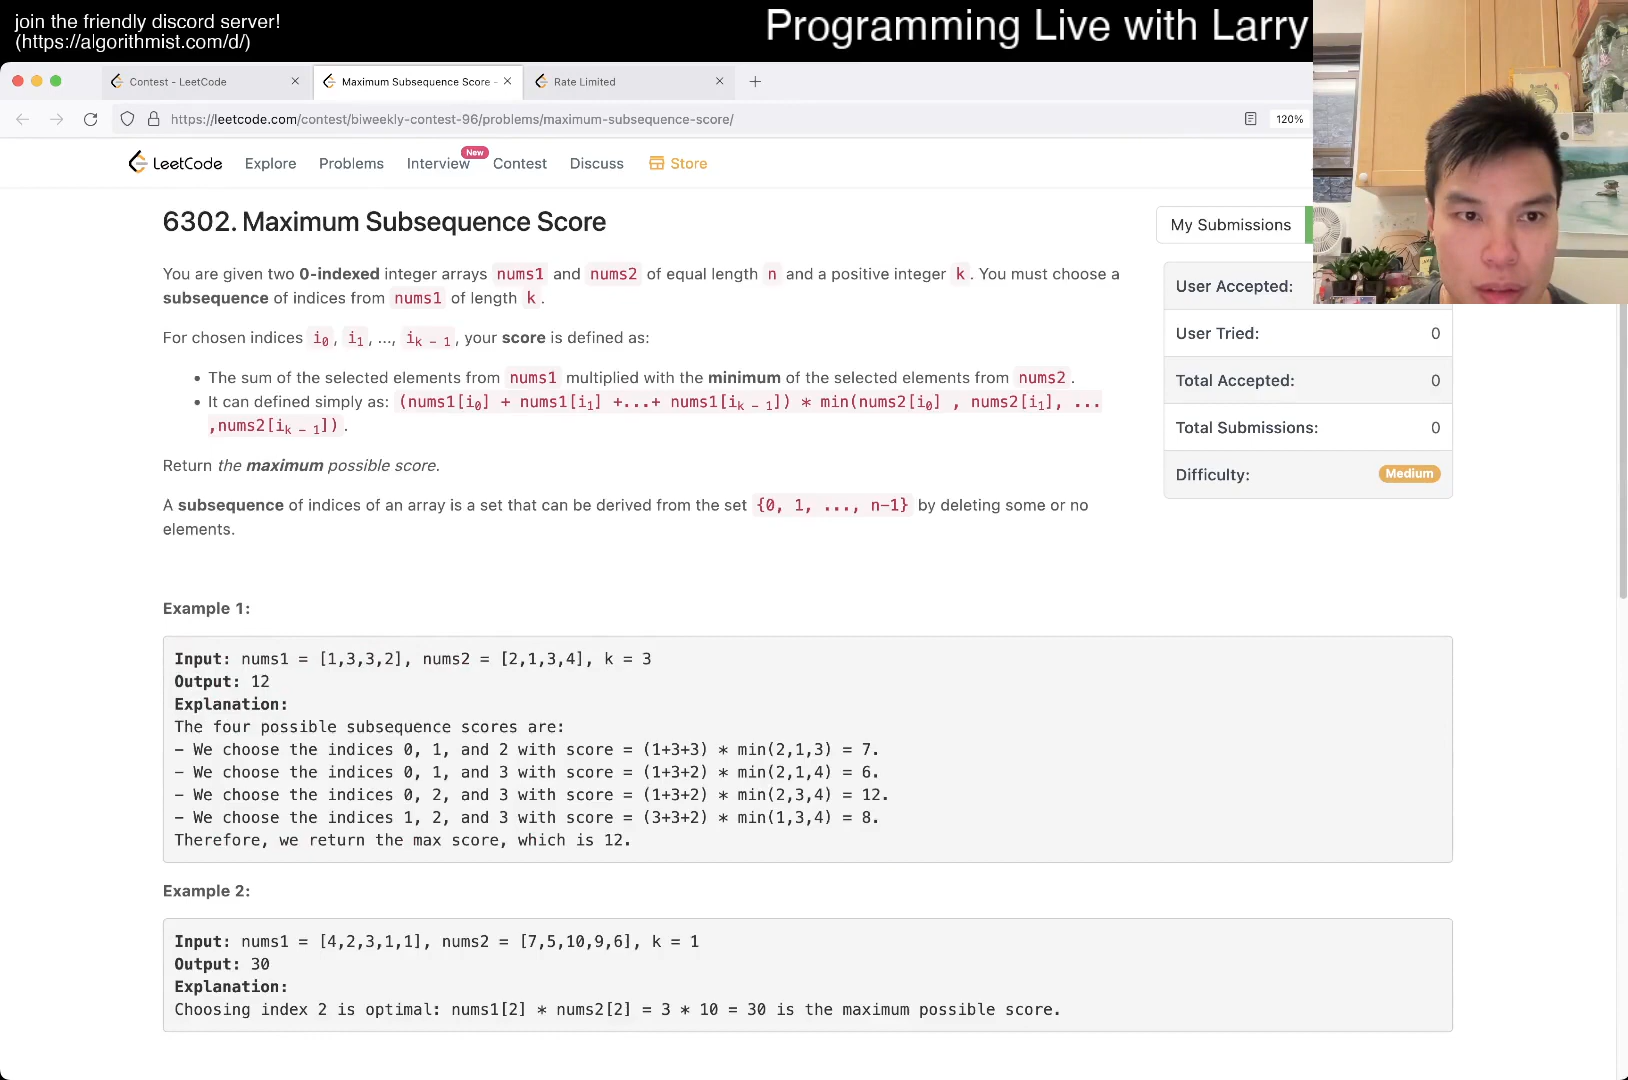 join the friendly discord server!
(https://algorithmist.com/d/)
Programming Live with Larry
Contest - LeetCode
Maximum Subsequence Score -
Rate Limited
https://leetcode.com/contest/biweekly-contest-96/problems/maximum-subsequence-score/
120%
LeetCode
Explore
Problems
Interview
New
Contest
Discuss
Store
6302. Maximum Subsequence Score
My Submissions
You are given two 0-indexed integer arrays nums1 and nums2 of equal length n and a positive integer k. You must choose a
subsequence of indices from nums1 of length k.
For chosen indices i0, i1, ..., ik - 1, your score is defined as:
• The sum of the selected elements from nums1 multiplied with the minimum of the selected elements from nums2.
• It can defined simply as: (nums1[i0] + nums1[i1] +...+ nums1[ik - 1]) * min(nums2[i0] , nums2[i1], ...
,nums2[ik - 1]).
Return the maximum possible score.
A subsequence of indices of an array is a set that can be derived from the set {0, 1, ..., n-1} by deleting some or no
elements.
User Accepted:
User Tried: 0
Total Accepted: 0
Total Submissions: 0
Difficulty: Medium
Example 1:
Input: nums1 = [1,3,3,2], nums2 = [2,1,3,4], k = 3
Output: 12
Explanation:
The four possible subsequence scores are:
- We choose the indices 0, 1, and 2 with score = (1+3+3) * min(2,1,3) = 7.
- We choose the indices 0, 1, and 3 with score = (1+3+2) * min(2,1,4) = 6.
- We choose the indices 0, 2, and 3 with score = (1+3+2) * min(2,3,4) = 12.
- We choose the indices 1, 2, and 3 with score = (3+3+2) * min(1,3,4) = 8.
Therefore, we return the max score, which is 12.
Example 2:
Input: nums1 = [4,2,3,1,1], nums2 = [7,5,10,9,6], k = 1
Output: 30
Explanation:
Choosing index 2 is optimal: nums1[2] * nums2[2] = 3 * 10 = 30 is the maximum possible score.